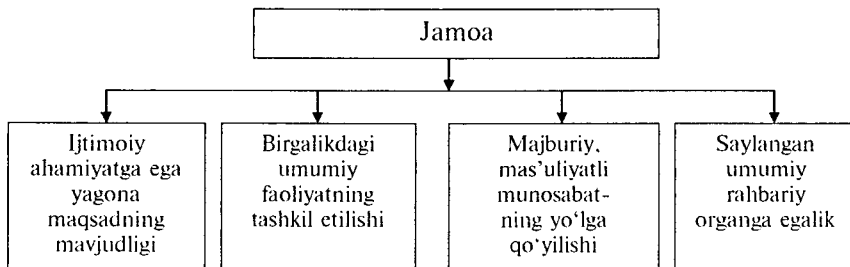 Jamoa
Ijtimoiy
ahamiyatga ega
yagona
maqsadning
mavjudligi
Birgalikdagi
umumiy
faoliyatning
tashkil etilishi
Majburiy,
mas’uliyatli
munosabat-
ning yo‘lga
qo‘yilishi
Saylangan
umumiy
rahbariy
organga egalik